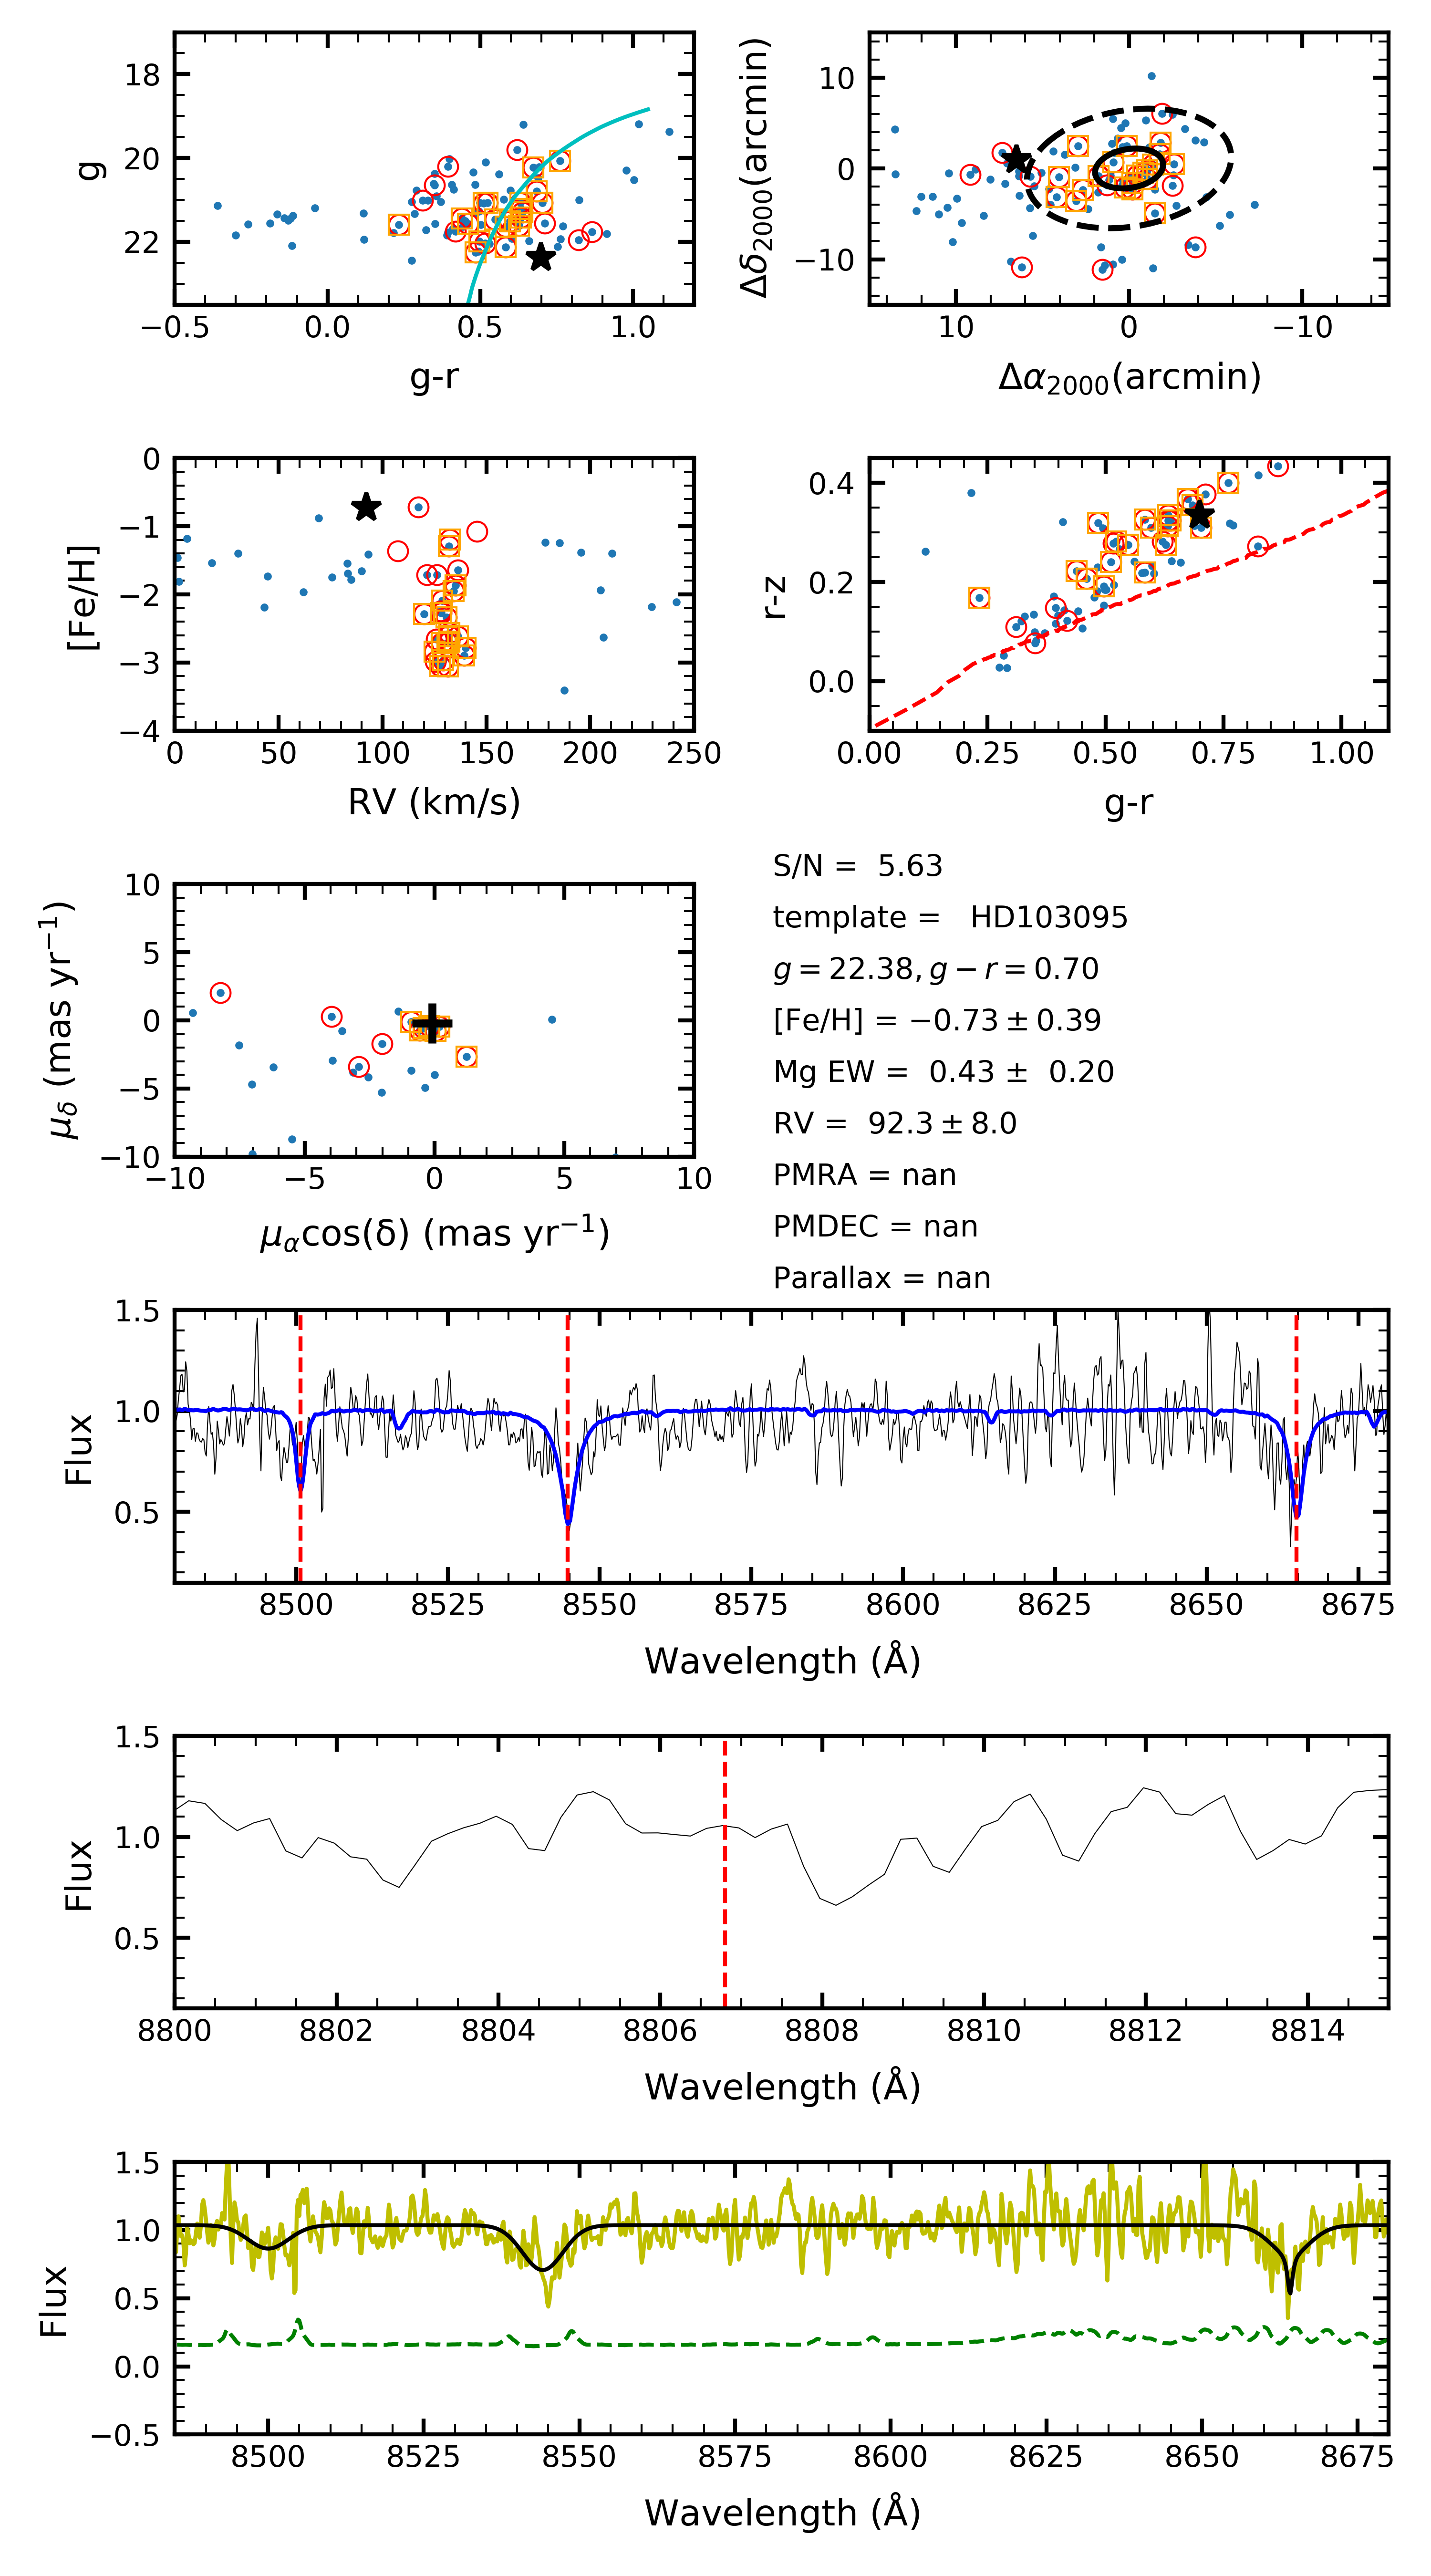 18
20
22
g
−0.5 0.0 0.5 1.0
g-r
10
0
−10
Δδ2000(arcmin)
10 0 −10
Δα2000(arcmin)
0
−1
−2
−3
−4
[Fe/H]
0 50 100 150 200 250
RV (km/s)
0.4
0.2
0.0
r-z
0.00 0.25 0.50 0.75 1.00
g-r
10
5
0
−5
−10
μδ (mas yr−1)
−10 −5 0 5 10
μαcos(δ) (mas yr−1)
S/N = 5.63
template = HD103095
g = 22.38, g − r = 0.70
[Fe/H] = −0.73 ± 0.39
Mg EW = 0.43 ± 0.20
RV = 92.3 ± 8.0
PMRA = nan
PMDEC = nan
Parallax = nan
1.5
1.0
0.5
Flux
8500 8525 8550 8575 8600 8625 8650 8675
Wavelength (Å)
1.5
1.0
0.5
Flux
8800 8802 8804 8806 8808 8810 8812 8814
Wavelength (Å)
1.5
1.0
0.5
0.0
−0.5
Flux
8500 8525 8550 8575 8600 8625 8650 8675
Wavelength (Å)